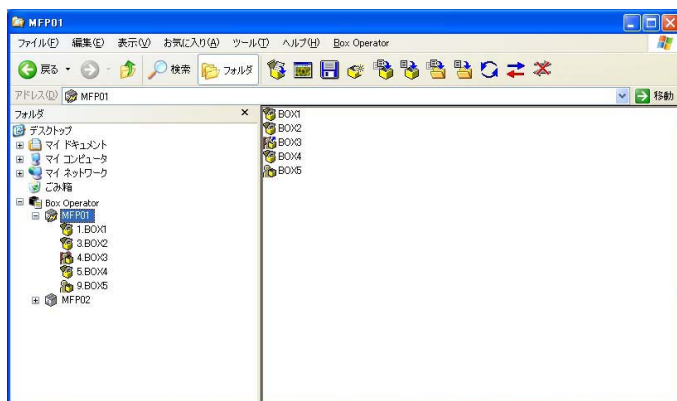 MFP01
ファイル(F) 編集(E) 表示(V) お気に入り(A) ツール(T) ヘルプ(H) Box Operator
戻る 検索 フォルダ
アドレス(D) MFP01 移動
フォルダ ×
デスクトップ
マイ ドキュメント
マイ コンピュータ
マイ ネットワーク
ごみ箱
Box Operator
MFP01
1.BOX1
3.BOX2
4.BOX3
5.BOX4
9.BOX5
MFP02
BOX1
BOX2
BOX3
BOX4
BOX5